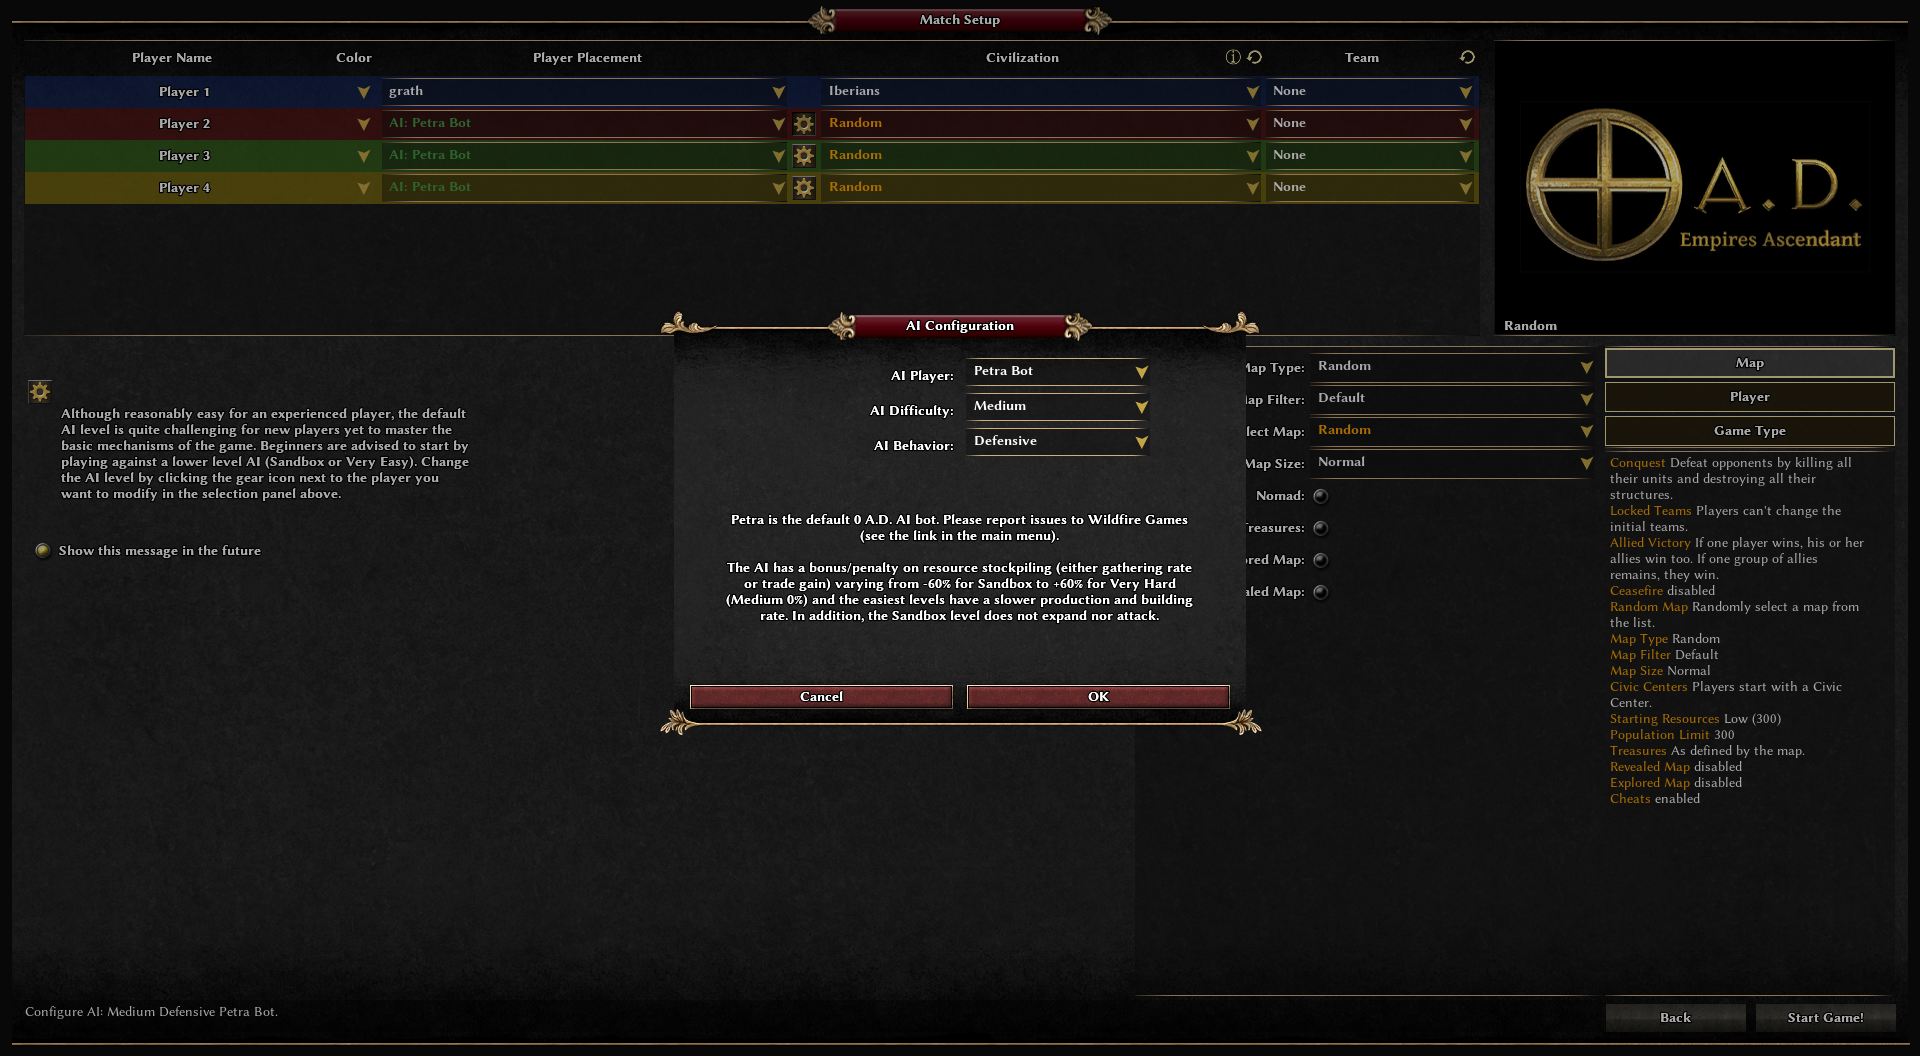 Match Setup
Player Name Color Player Placement Civilization Team
Player 1 grath Iberians None
Player 2 AI: Petra Bot Random None
Player 3 AI: Petra Bot Random None
Player 4 AI: Petra Bot Random None
A. D.
Empires Ascendant
Random
Although reasonably easy for an experienced player, the default
AI level is quite challenging for new players yet to master the
basic mechanisms of the game. Beginners are advised to start by
playing against a lower level AI (Sandbox or Very Easy). Change
the AI level by clicking the gear icon next to the player you
want to modify in the selection panel above.
Show this message in the future
AI Configuration
AI Player: Petra Bot
AI Difficulty: Medium
AI Behavior: Defensive
Petra is the default 0 A.D. AI bot. Please report issues to Wildfire Games
(see the link in the main menu).
The AI has a bonus/penalty on resource stockpiling (either gathering rate
or trade gain) varying from -60% for Sandbox to +60% for Very Hard
(Medium 0%) and the easiest levels have a slower production and building
rate. In addition, the Sandbox level does not expand nor attack.
Cancel
OK
Map Type: Random
ap Filter: Default
lect Map: Random
Map Size: Normal
Nomad:
reasures:
ored Map:
aled Map:
Map
Player
Game Type
Conquest Defeat opponents by killing all
their units and destroying all their
structures.
Locked Teams Players can't change the
initial teams.
Allied Victory If one player wins, his or her
allies win too. If one group of allies
remains, they win.
Ceasefire disabled
Random Map Randomly select a map from
the list.
Map Type Random
Map Filter Default
Map Size Normal
Civic Centers Players start with a Civic
Center.
Starting Resources Low (300)
Population Limit 300
Treasures As defined by the map.
Revealed Map disabled
Explored Map disabled
Cheats enabled
Configure AI: Medium Defensive Petra Bot.
Back
Start Game!